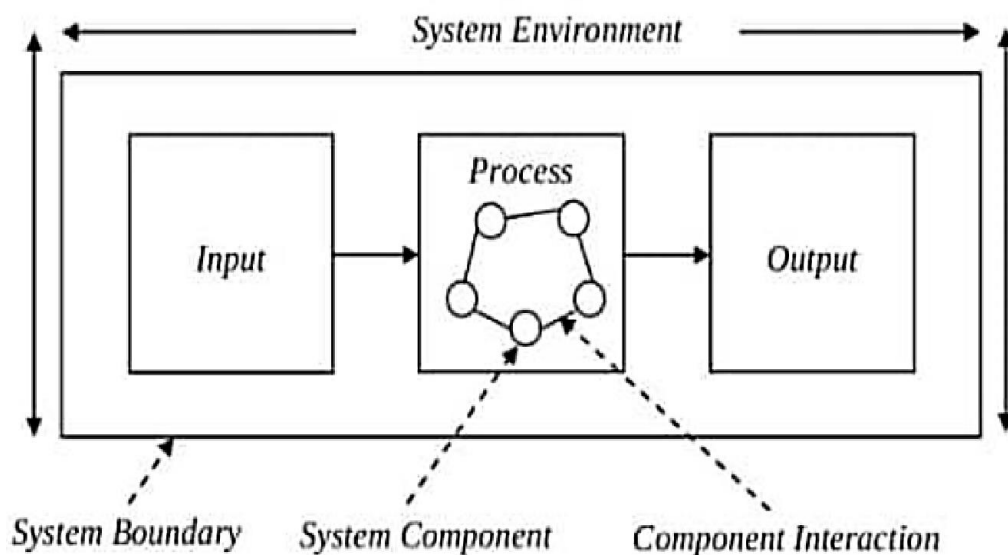 System Environment
Process
Input
Output
System Boundary
System Component
Component Interaction